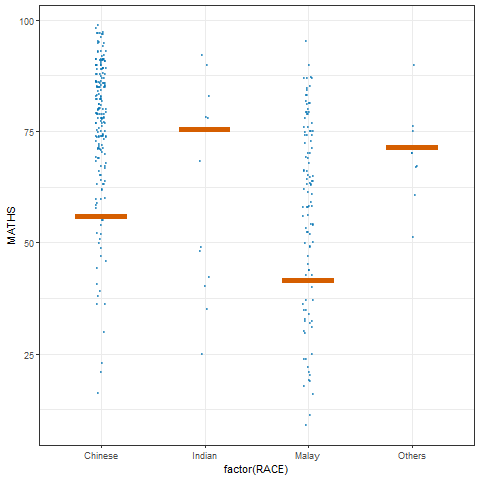 100
75
50
25
MATHS
Chinese
Indian
Malay
Others
factor(RACE)